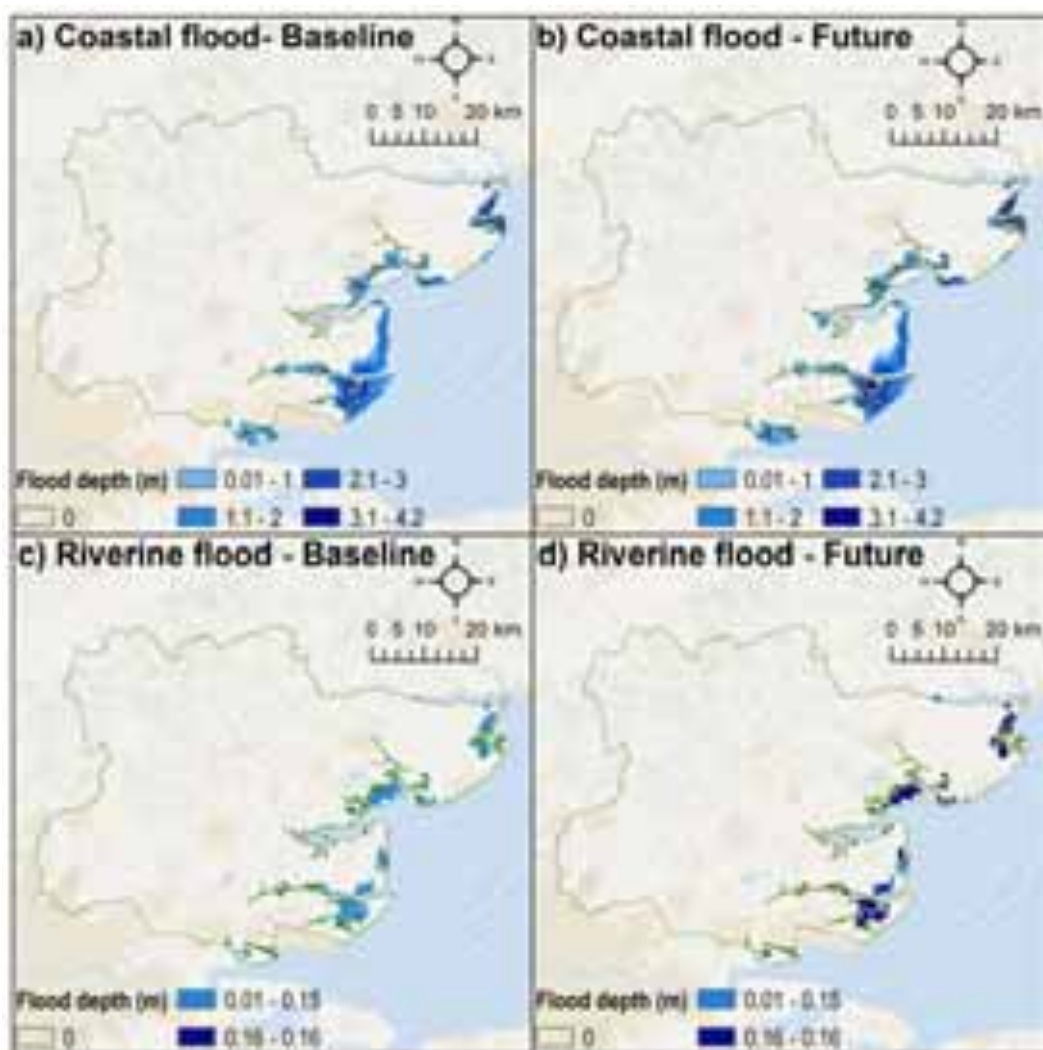 a) Coastal flood- Baseline
0 5 10 20 km
Flood depth (m)
0.01 - 1
2.1 - 3
0
1.1 - 2
3.1 - 4.2
b) Coastal flood - Future
0 5 10 20 km
Flood depth (m)
0.01 - 1
2.1 - 3
0
1.1 - 2
3.1 - 4.2
c) Riverine flood - Baseline
0 5 10 20 km
Flood depth (m)
0.01 - 0.15
0
0.16 - 0.16
d) Riverine flood - Future
0 5 10 20 km
Flood depth (m)
0.01 - 0.15
0
0.16 - 0.16